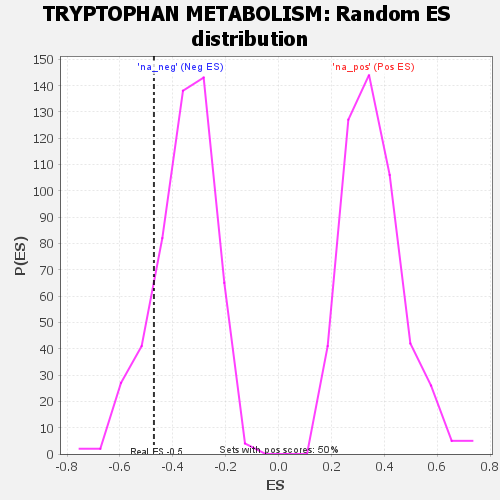 TRYPTOPHAN METABOLISM: Random ES
distribution
'na_neg' (Neg ES) 'na_pos' (Pos ES)
150
140
130
120
110
100
90
80
70
60
50
40
30
20
10
0
P(ES)
Real ES -0.5 Sets with pos scores: 50%
-0.8 -0.6 -0.4 -0.2 0.0 0.2 0.4 0.6 0.8
ES